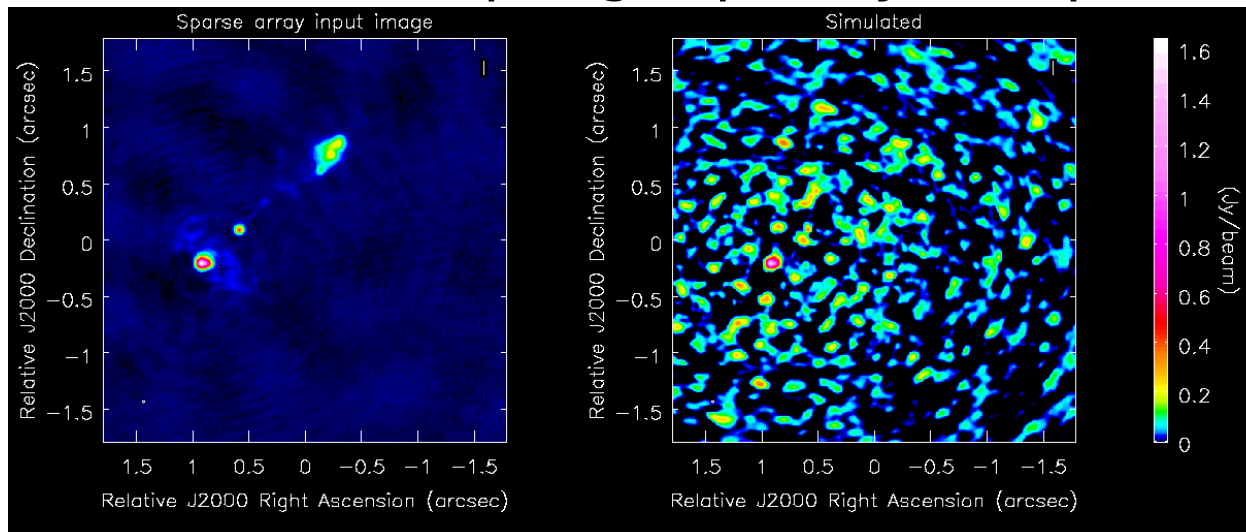 Sparse array input image
Simulated
1.5
1
0.5
0
−0.5
−1
−1.5
Relative J2000 Declination (arcsec)
1.5 1 0.5 0 −0.5 −1 −1.5
Relative J2000 Right Ascension (arcsec)
I
1.5
1
0.5
0
−0.5
−1
−1.5
Relative J2000 Declination (arcsec)
1.5 1 0.5 0 −0.5 −1 −1.5
Relative J2000 Right Ascension (arcsec)
I
1.6
1.4
1.2
1
0.8
0.6
0.4
0.2
0
(Jy/beam)